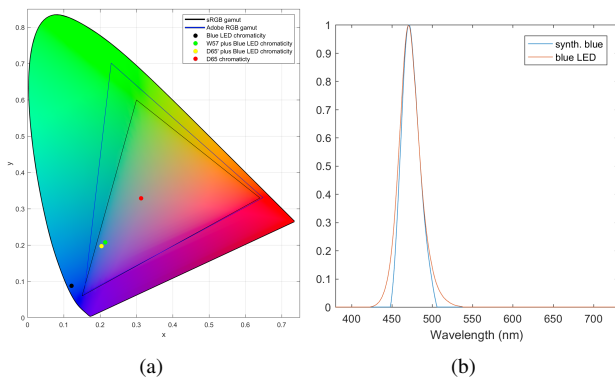 sRGB gamut
Adobe RGB gamut
Blue LED chromaticity
W57 plus Blue LED chromaticity
D65' plus Blue LED chromaticity
D65 chromaticty
0.8
0.7
0.6
0.5
0.4
0.3
0.2
0.1
0
y
0 0.1 0.2 0.3 0.4 0.5 0.6 0.7
x
(a)
synth. blue
blue LED
1
0.9
0.8
0.7
0.6
0.5
0.4
0.3
0.2
0.1
0
400 450 500 550 600 650 700
Wavelength (nm)
(b)